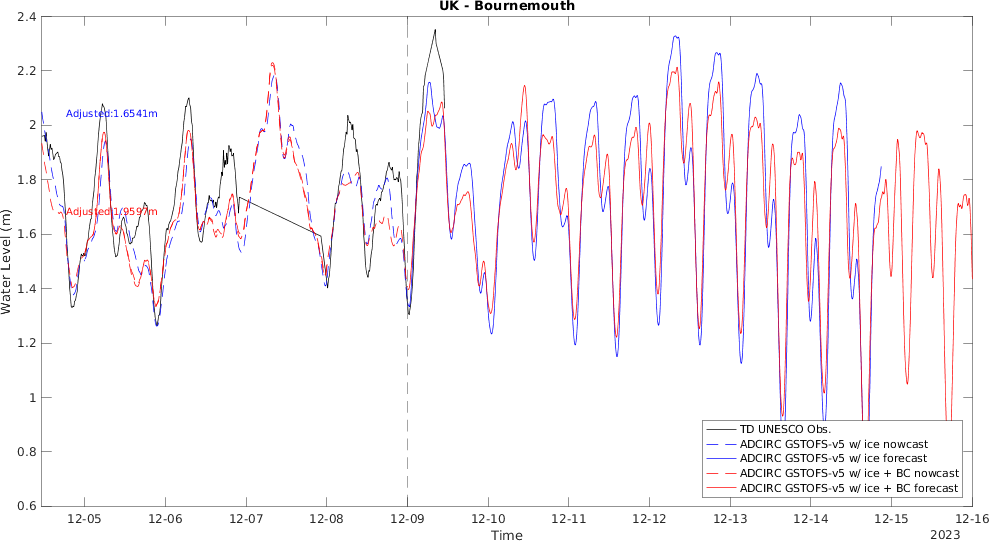 UK - Bournemouth
2.4
2.2
2
1.8
1.6
1.4
1.2
1
0.8
0.6
Water Level (m)
Adjusted:1.6541m
Adjusted:1.9597m
TD UNESCO Obs.
ADCIRC GSTOFS-v5 w/ ice nowcast
ADCIRC GSTOFS-v5 w/ ice forecast
ADCIRC GSTOFS-v5 w/ ice + BC nowcast
ADCIRC GSTOFS-v5 w/ ice + BC forecast
12-05 12-06 12-07 12-08 12-09 12-10 12-11 12-12 12-13 12-14 12-15 12-16
Time
2023